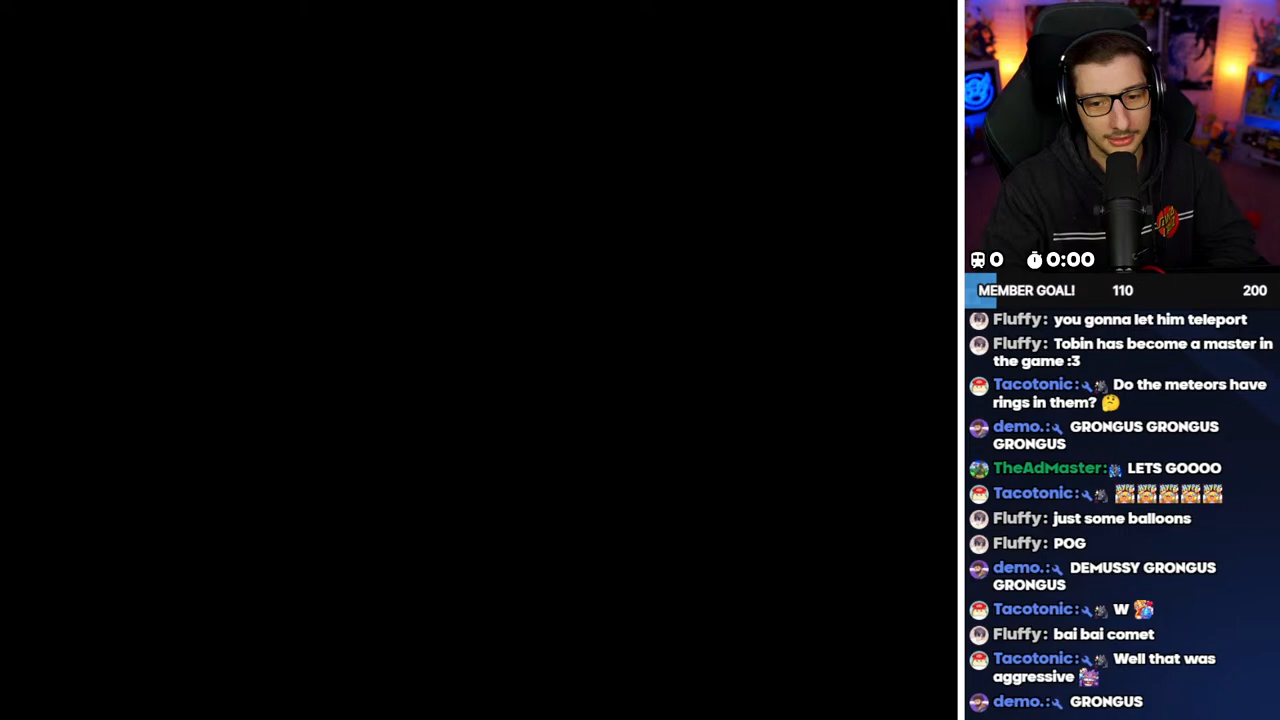 0 0:00
MEMBER GOAL! 110 200
Fluffy: you gonna let him teleport
Fluffy: Tobin has become a master in
the game :3
Tacotonic: Do the meteors have
rings in them? 🤔
demo.: GRONGUS GRONGUS
GRONGUS
TheAdMaster: LETS GOOOO
Tacotonic:
Fluffy: just some balloons
Fluffy: POG
demo.: DEMUSSY GRONGUS
GRONGUS
Tacotonic: W
Fluffy: bai bai comet
Tacotonic: Well that was
aggressive
demo.: GRONGUS